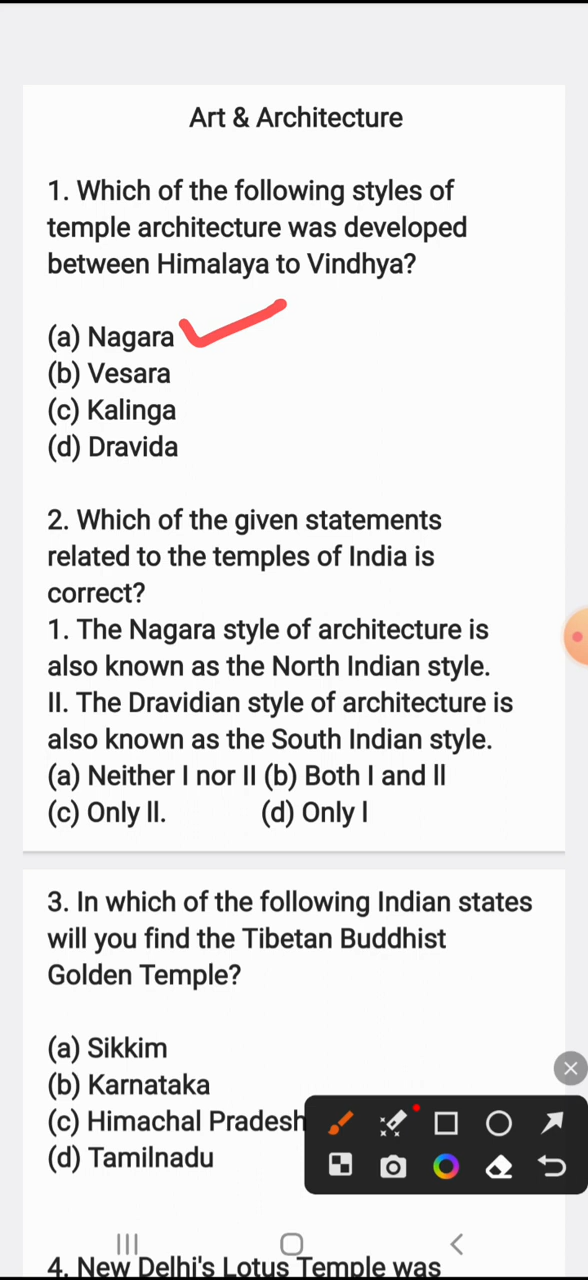 Art & Architecture
1. Which of the following styles of
temple architecture was developed
between Himalaya to Vindhya?
(a) Nagara
(b) Vesara
(c) Kalinga
(d) Dravida
2. Which of the given statements
related to the temples of India is
correct?
1. The Nagara style of architecture is
also known as the North Indian style.
II. The Dravidian style of architecture is
also known as the South Indian style.
(a) Neither I nor II (b) Both I and II
(c) Only II. (d) Only I
3. In which of the following Indian states
will you find the Tibetan Buddhist
Golden Temple?
(a) Sikkim
(b) Karnataka
(c) Himachal Pradesh
(d) Tamilnadu
4. New Delhi's Lotus Temple was